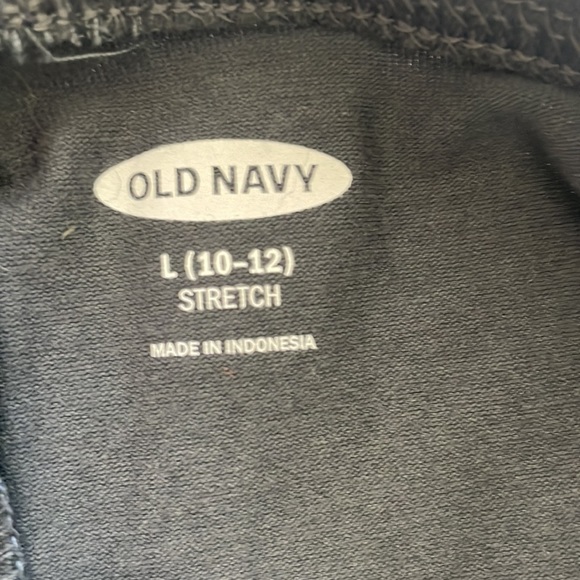 OLD NAVY
L (10-12)
STRETCH
MADE IN INDONESIA